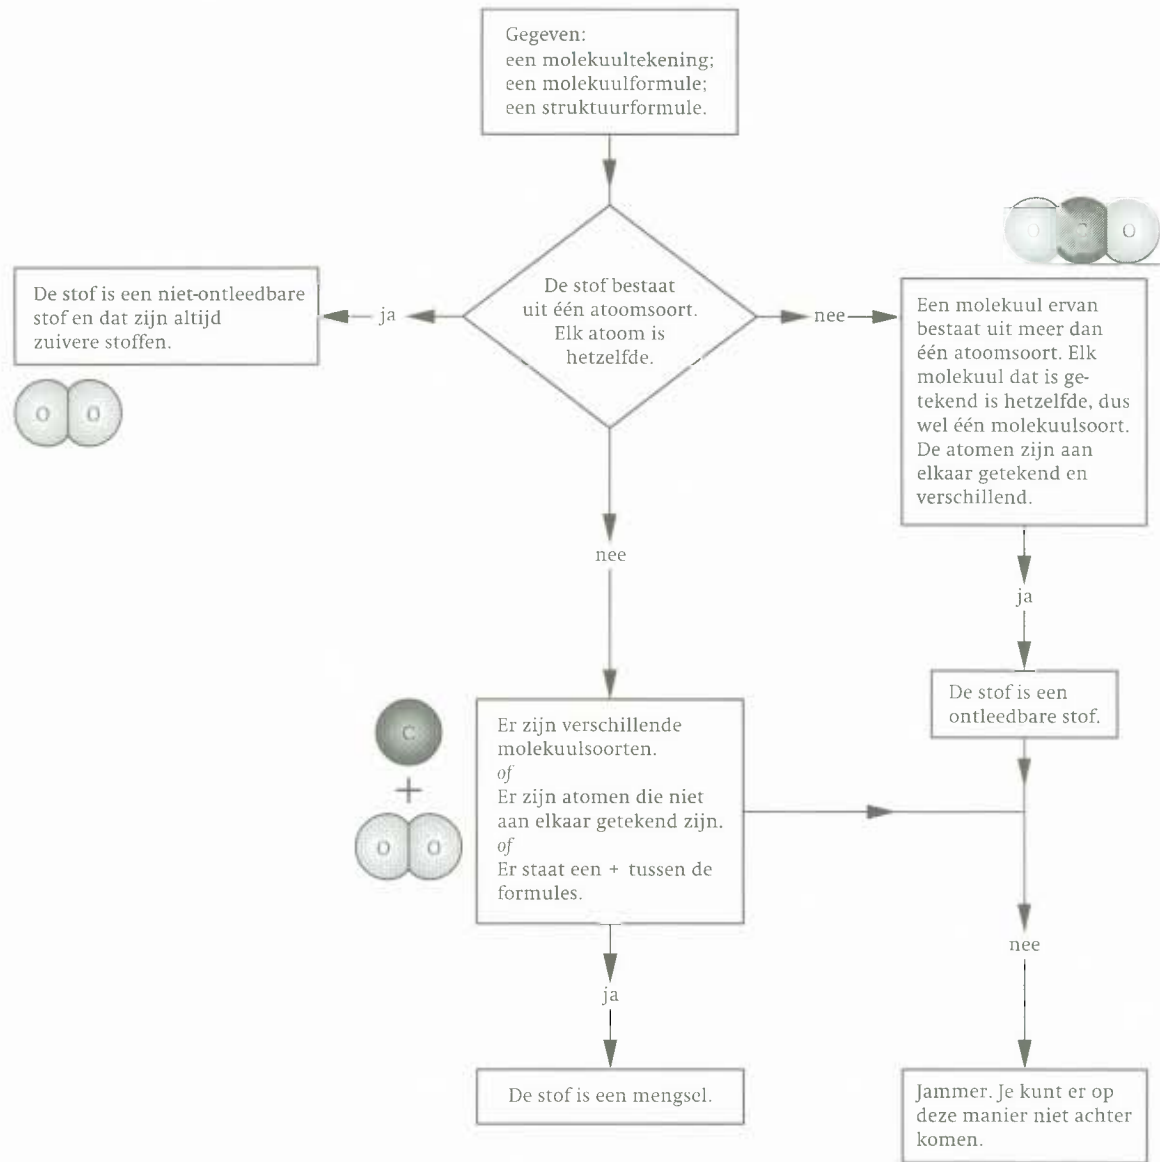 Gegeven:
een molekuultekening;
een molekuulformule;
een struktuurformule.
De stof bestaat
uit één atoomsoort.
Elk atoom is
hetzelfde.
ja
De stof is een niet-ontleedbare
stof en dat zijn altijd
zuivere stoffen.
O O
nee
O O
Een molekuul ervan
bestaat uit meer dan
één atoomsoort. Elk
molekuul dat is ge-
tekend is hetzelfde, dus
wel één molekuulsoort.
De atomen zijn aan
elkaar getekend en
verschillend.
nee
ja
De stof is een
ontleedbare stof.
C
+
O O
Er zijn verschillende
molekuulsoorten.
of
Er zijn atomen die niet
aan elkaar getekend zijn.
of
Er staat een + tussen de
formules.
nee
ja
De stof is een mengsel.
Jammer. Je kunt er op
deze manier niet achter
komen.